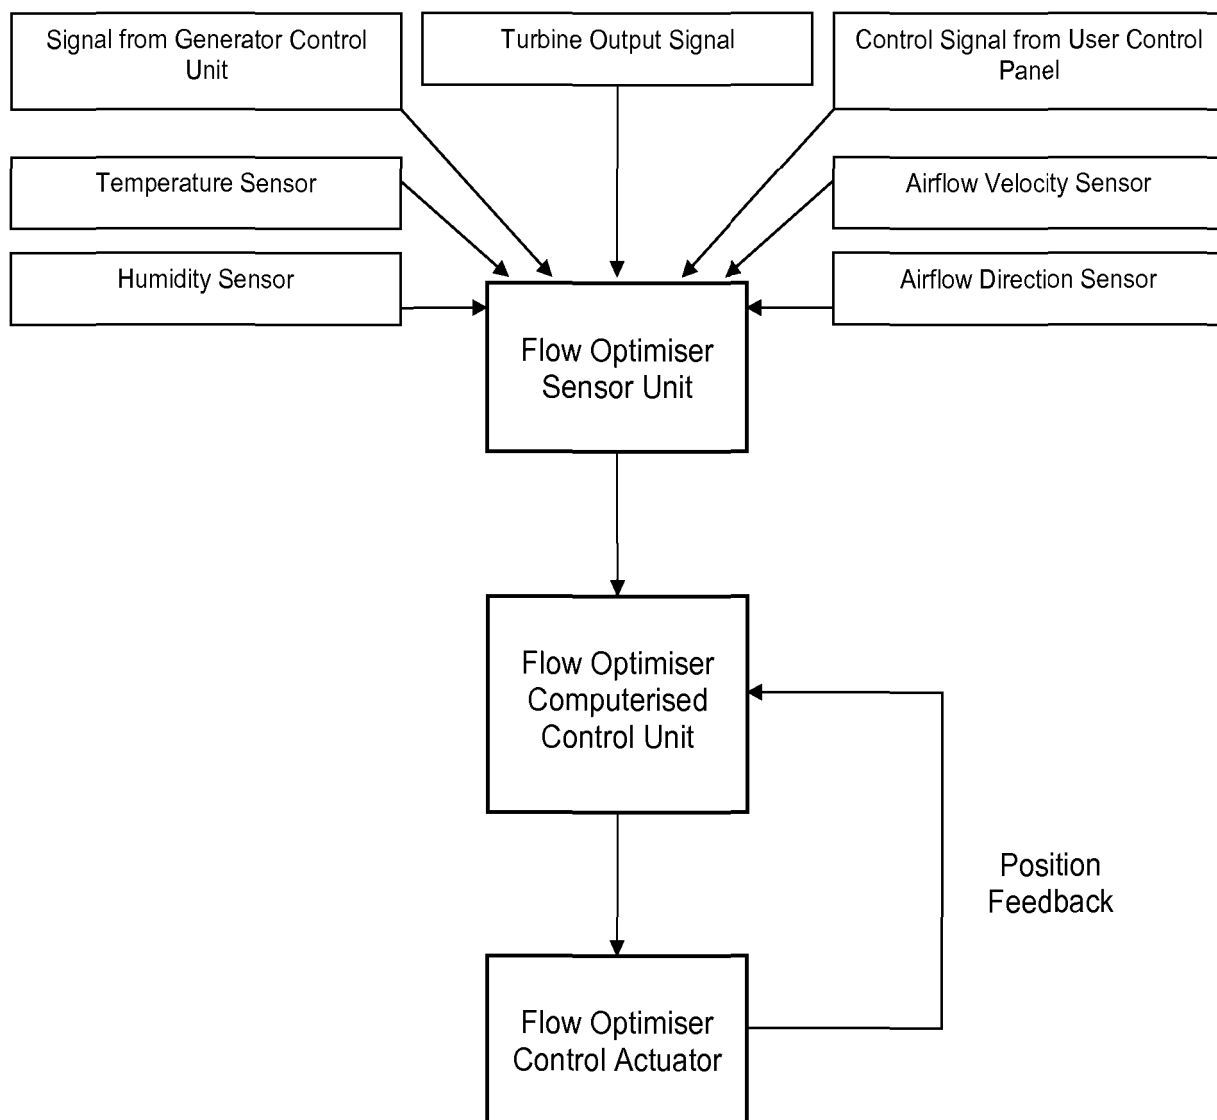 Signal from Generator Control
Unit
Turbine Output Signal
Control Signal from User Control
Panel
Temperature Sensor
Airflow Velocity Sensor
Humidity Sensor
Airflow Direction Sensor
Flow Optimiser
Sensor Unit
Flow Optimiser
Computerised
Control Unit
Position
Feedback
Flow Optimiser
Control Actuator